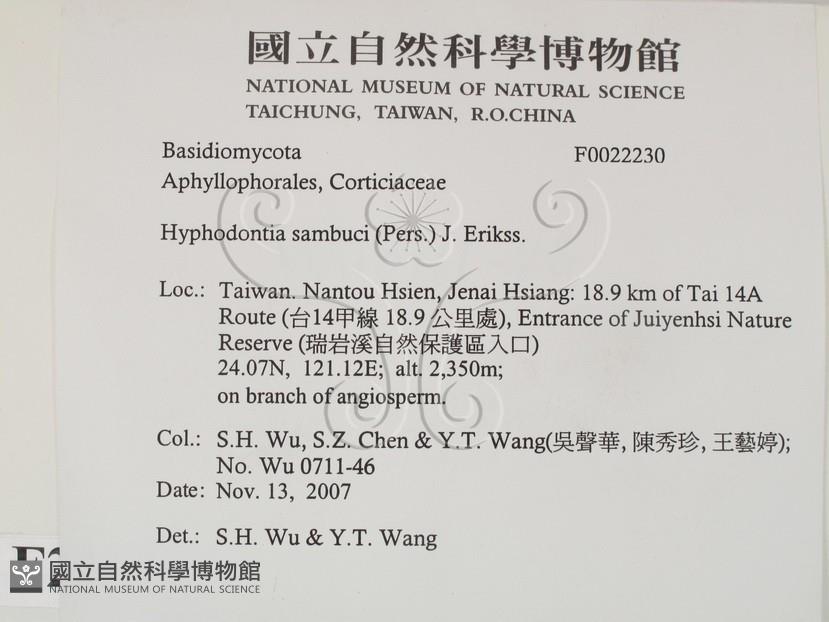 國立自然科學博物館
NATIONAL MUSEUM OF NATURAL SCIENCE
TAICHUNG, TAIWAN, R.O.CHINA
Basidiomycota F0022230
Aphyllophorales, Corticiaceae
Hyphodontia sambuci (Pers.) J. Erikss.
Loc.: Taiwan. Nantou Hsien, Jenai Hsiang: 18.9 km of Tai 14A
Route (台14甲線 18.9 公里處), Entrance of Juiyenhsi Nature
Reserve (瑞岩溪自然保護區入口)
24.07N, 121.12E; alt. 2,350m;
on branch of angiosperm.
Col.: S.H. Wu, S.Z. Chen & Y.T. Wang(吳聲華, 陳秀珍, 王藝婷);
No. Wu 0711-46
Date: Nov. 13, 2007
Det.: S.H. Wu & Y.T. Wang
國立自然科學博物館
NATIONAL MUSEUM OF NATURAL SCIENCE